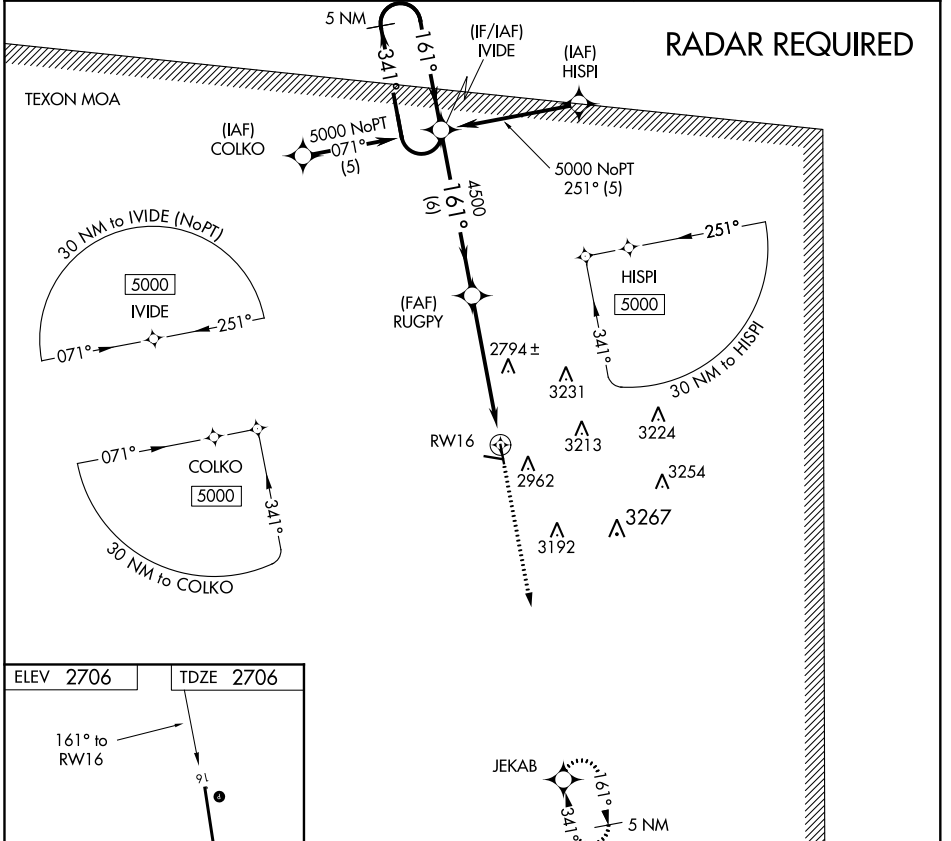 5 NM
161°
341°
(IF/IAF)
IVIDE
(IAF)
HISPI
RADAR REQUIRED
TEXON MOA
(IAF)
COLKO
5000 NoPT
071°
(5)
5000 NoPT
251° (5)
4500
161°
(6)
30 NM to IVIDE (NoPT)
5000
IVIDE
071°
251°
251°
HISPI
5000
341°
30 NM to HISPI
(FAF)
RUGPY
2794 ±
3231
3213
3224
RW16
2962
3254
3267
3192
071°
COLKO
5000
341°
30 NM to COLKO
ELEV 2706
TDZE 2706
161° to
RW16
16
P
JEKAB
161°
341°
5 NM